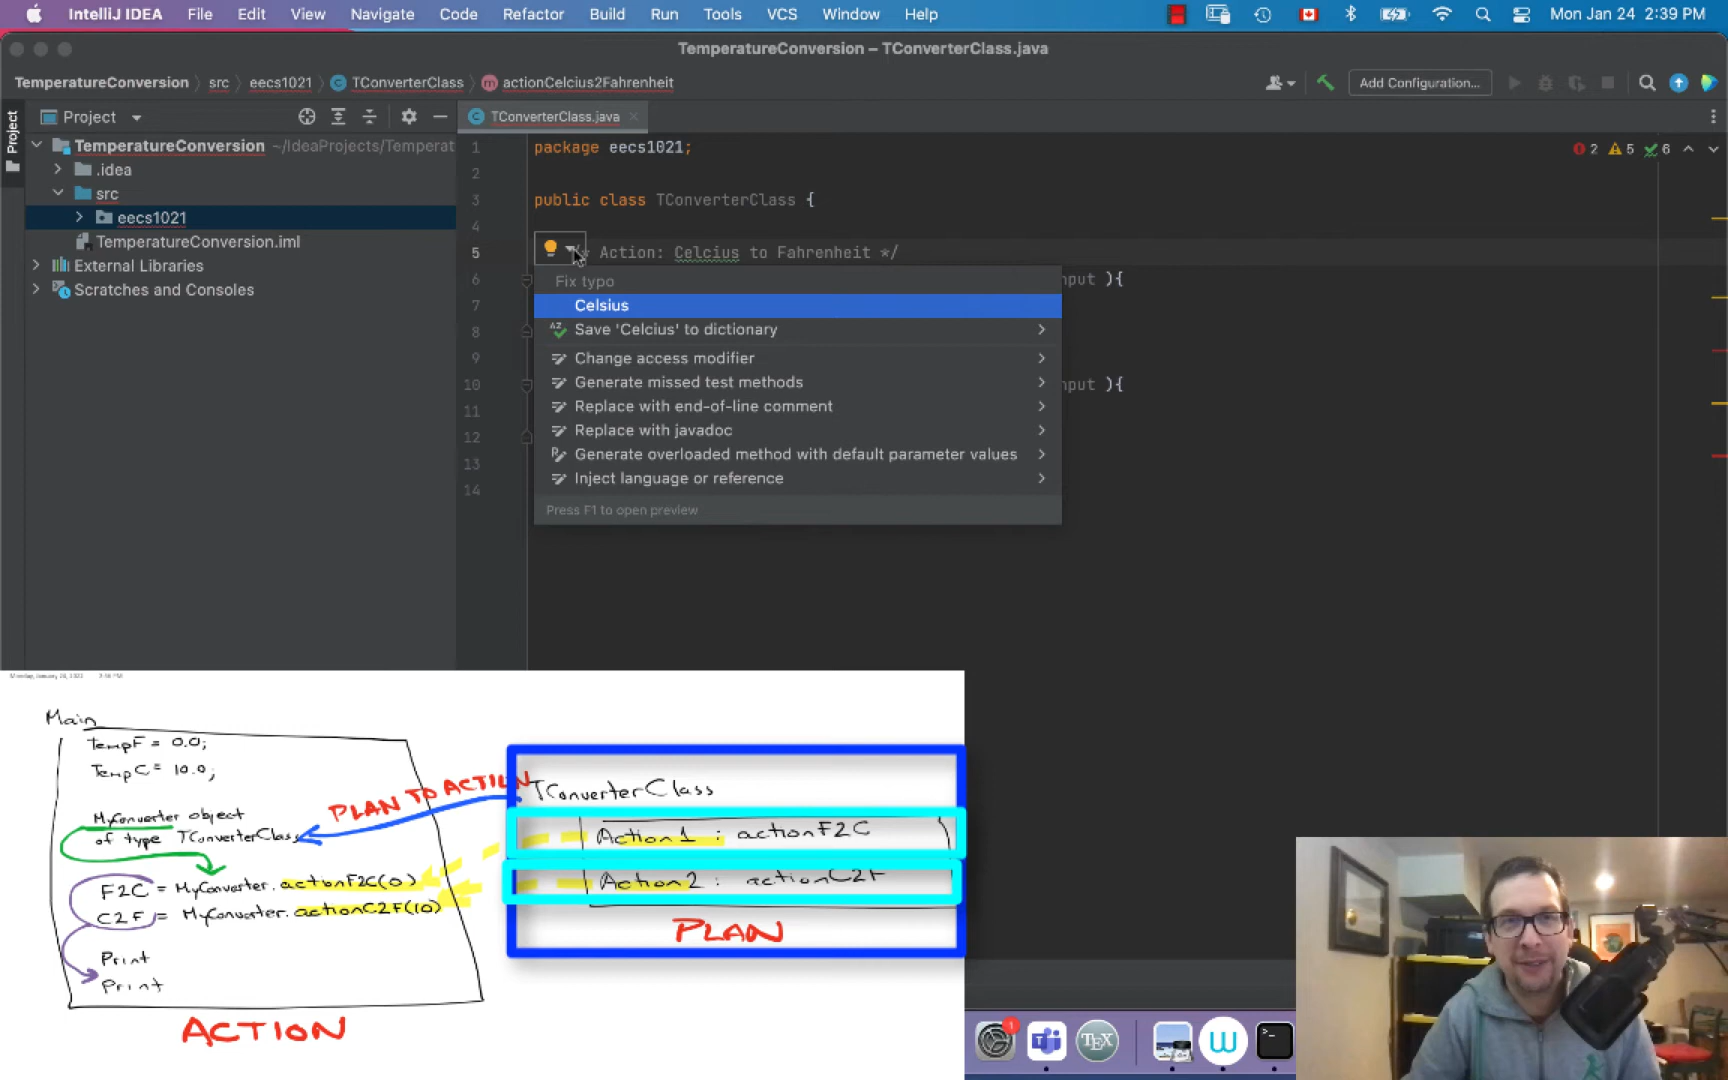 IntelliJ IDEA File Edit View Navigate Code Refactor Build Run Tools VCS Window Help Mon Jan 24 2:39 PM
TemperatureConversion – TConverterClass.java
TemperatureConversion src eecs1021 TConverterClass actionCelcius2Fahrenheit Add Configuration...
Project
Project
TConverterClass.java
TemperatureConversion ~/IdeaProjects/Temperat
.idea
src
eecs1021
TemperatureConversion.iml
External Libraries
Scratches and Consoles
2 5 6
1 package eecs1021;
2
3 public class TConverterClass {
4
5 * Action: Celcius to Fahrenheit */
6 nput ){
7
8
9
10 nput ){
11
12
13
14
Fix typo
Celsius
Save 'Celcius' to dictionary
Change access modifier
Generate missed test methods
Replace with end-of-line comment
Replace with javadoc
Generate overloaded method with default parameter values
Inject language or reference
Press F1 to open preview
Main
TempF = 0.0;
TempC = 10.0;
MyConverter object
of type TConverterClass
F2C = MyConverter.actionF2C(0)
C2F = MyConverter.actionC2F(10)
Print
Print
ACTION
PLAN TO ACTION
TConverterClass
Action1 : actionF2C
Action2 : actionC2F
PLAN
1
TEX
W
>_